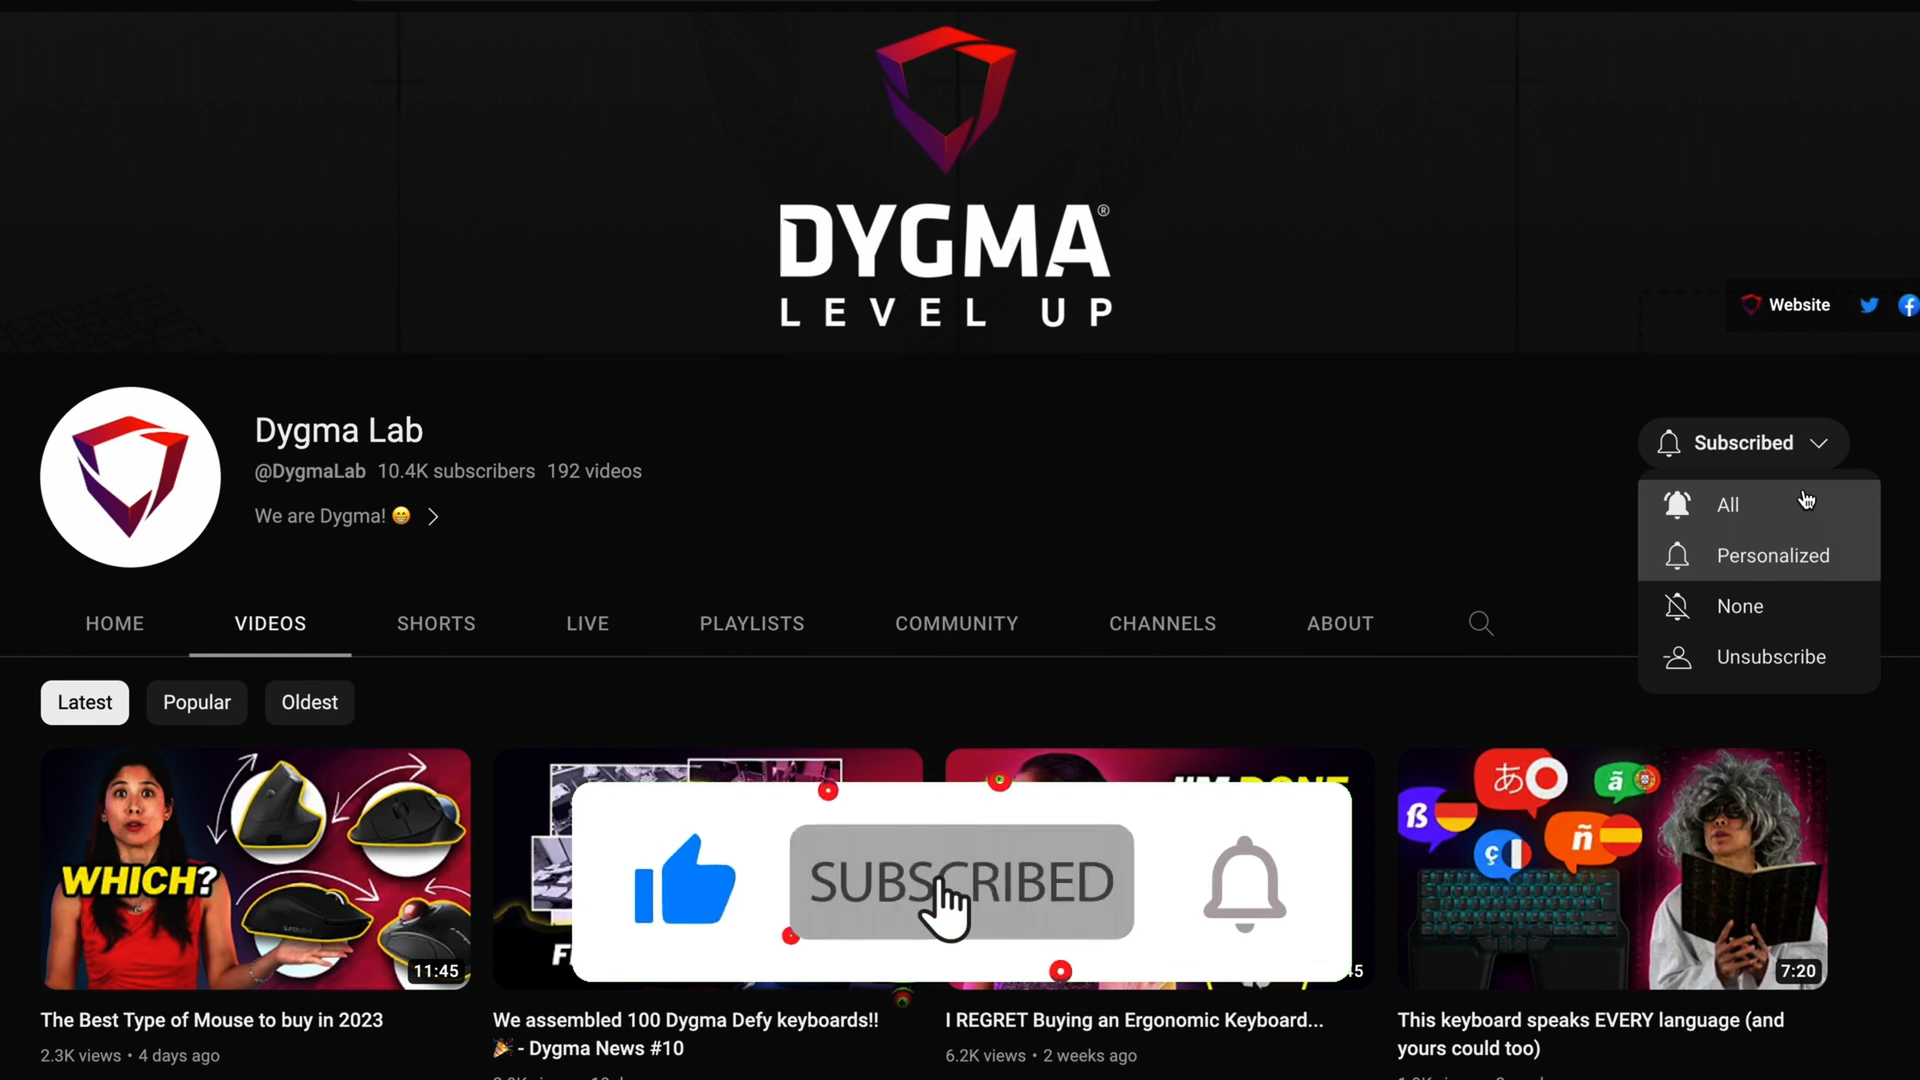 DYGMA®
LEVEL UP
Website
Dygma Lab
@DygmaLab 10.4K subscribers 192 videos
We are Dygma! 😁
Subscribed
All
Personalized
None
Unsubscribe
HOME VIDEOS SHORTS LIVE PLAYLISTS COMMUNITY CHANNELS ABOUT
Latest Popular Oldest
WHICH?
11:45
I'M DONE
SUBSCRIBED
ß
あ
ã
ç
ñ
7:20
The Best Type of Mouse to buy in 2023
2.3K views • 4 days ago
We assembled 100 Dygma Defy keyboards!!
🎉 - Dygma News #10
I REGRET Buying an Ergonomic Keyboard...
6.2K views • 2 weeks ago
This keyboard speaks EVERY language (and
yours could too)